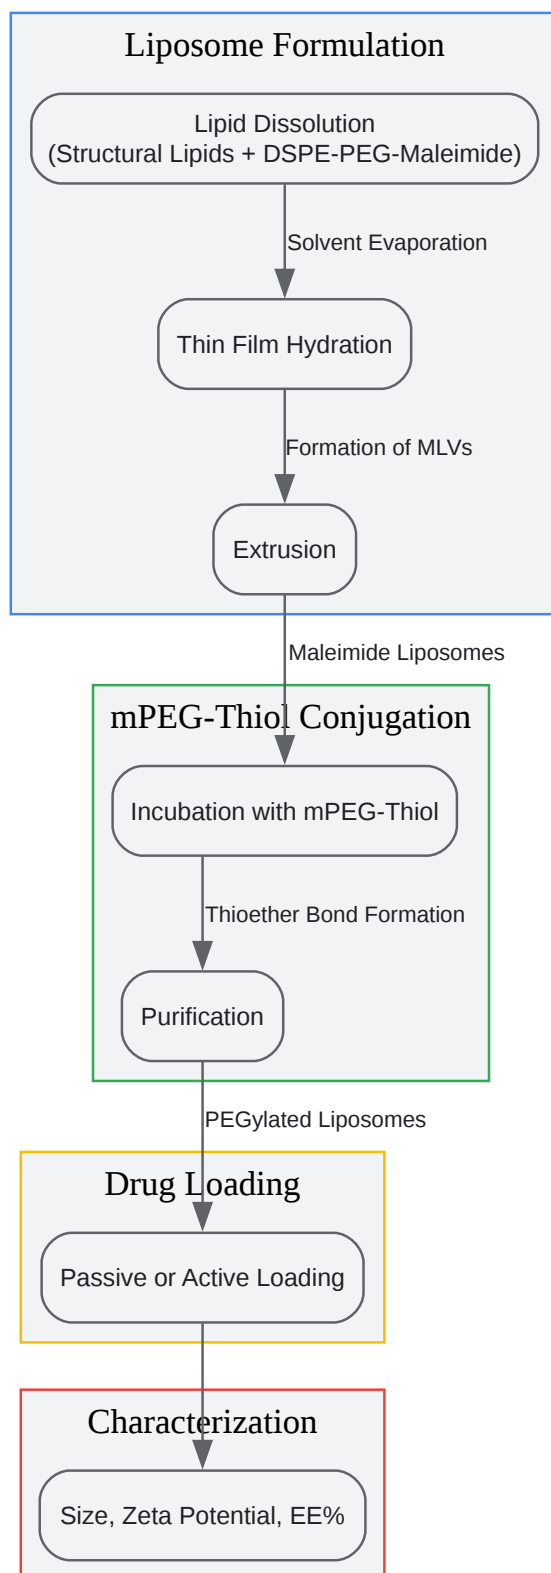 Liposome Formulation
Lipid Dissolution
(Structural Lipids + DSPE-PEG-Maleimide)
Solvent Evaporation
Thin Film Hydration
Formation of MLVs
Extrusion
Maleimide Liposomes
mPEG-Thiol Conjugation
Incubation with mPEG-Thiol
Thioether Bond Formation
Purification
PEGylated Liposomes
Drug Loading
Passive or Active Loading
Characterization
Size, Zeta Potential, EE%